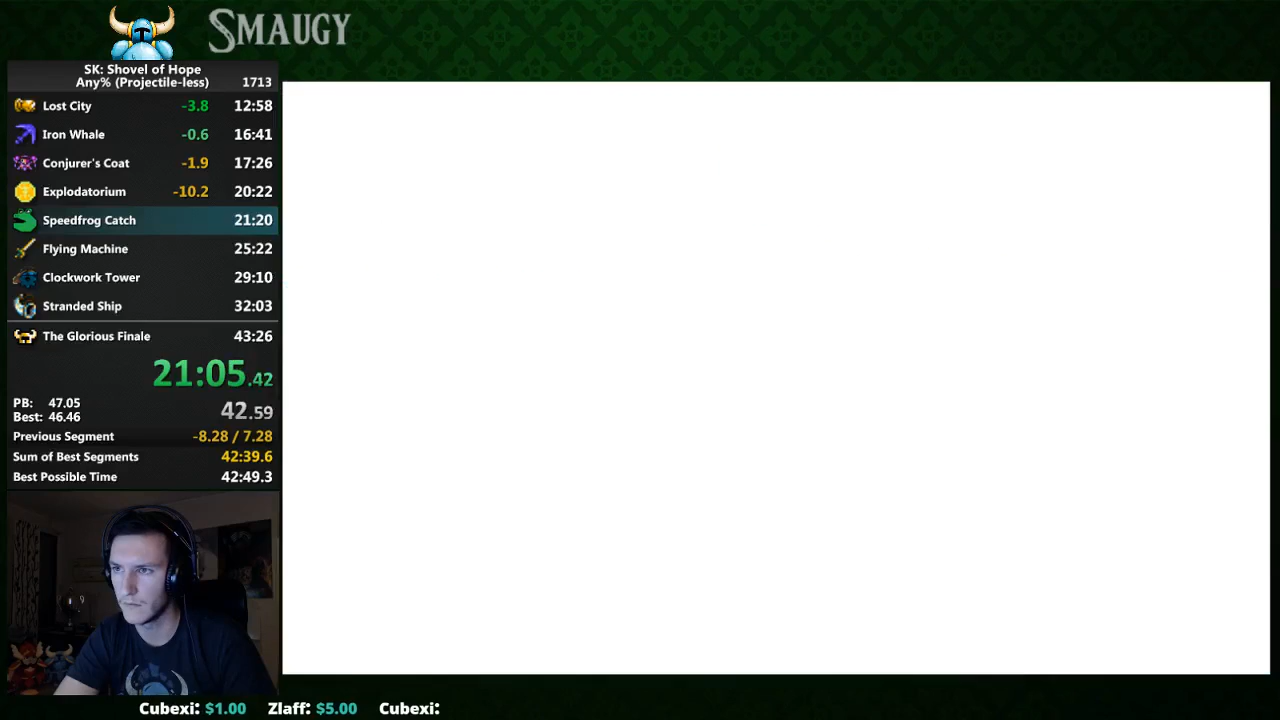 SMAUGY
SK: Shovel of Hope
Any% (Projectile-less) 1713
Lost City -3.8 12:58
Iron Whale -0.6 16:41
Conjurer's Coat -1.9 17:26
Explodatorium -10.2 20:22
Speedfrog Catch 21:20
Flying Machine 25:22
Clockwork Tower 29:10
Stranded Ship 32:03
The Glorious Finale 43:26
21:05.42
PB: 47.05
Best: 46.46
42.59
Previous Segment -8.28 / 7.28
Sum of Best Segments 42:39.6
Best Possible Time 42:49.3
Cubexi: $1.00 Zlaff: $5.00 Cubexi: